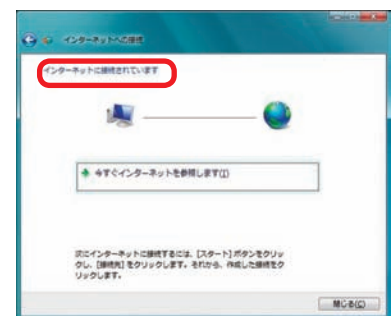 インターネットへの接続
インターネットに接続されています
今すぐインターネットを参照します(I)
次にインターネットに接続するには、[スタート] ボタンをクリッ
クし、[接続先] をクリックします。それから、作成した接続をク
リックします。
閉じる(C)